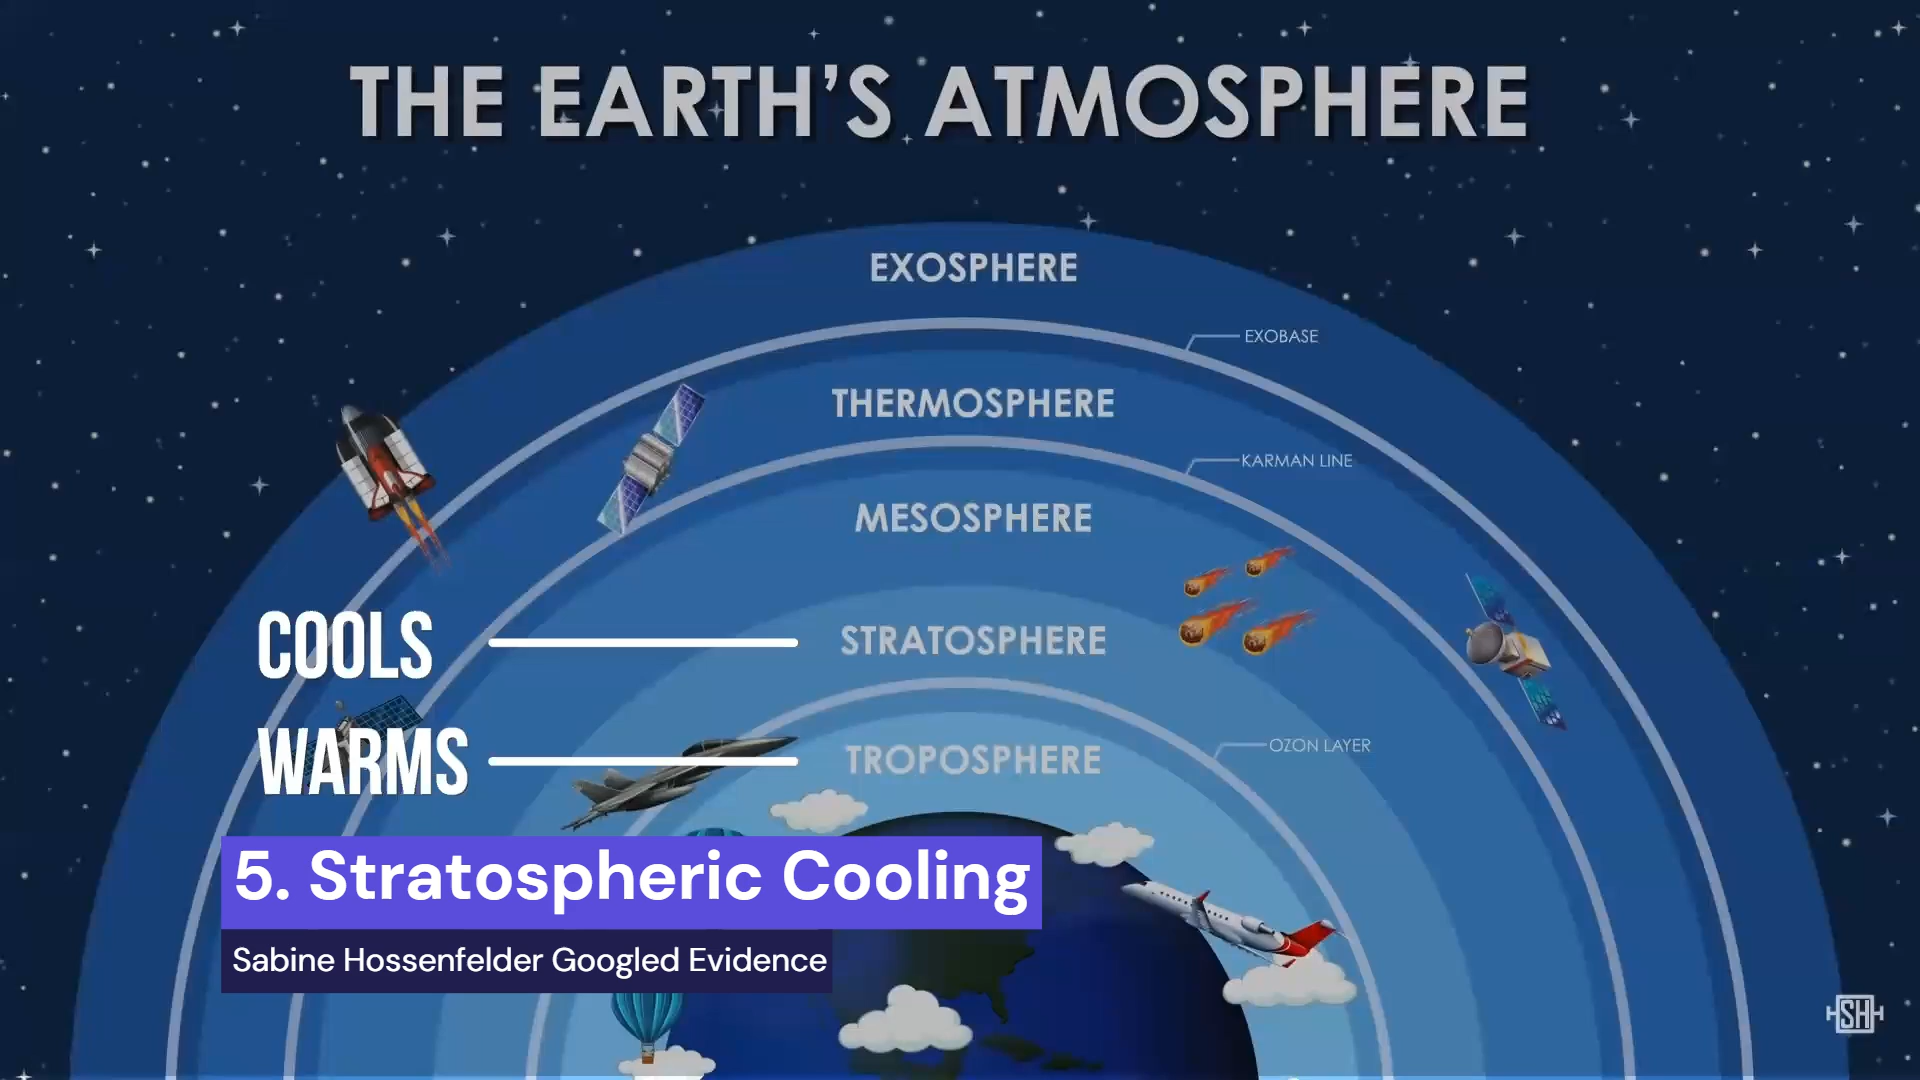 THE EARTH'S ATMOSPHERE
EXOSPHERE
EXOBASE
THERMOSPHERE
KARMAN LINE
MESOSPHERE
COOLS
STRATOSPHERE
WARMS
TROPOSPHERE
OZON LAYER
5. Stratospheric Cooling
Sabine Hossenfelder Googled Evidence
SH